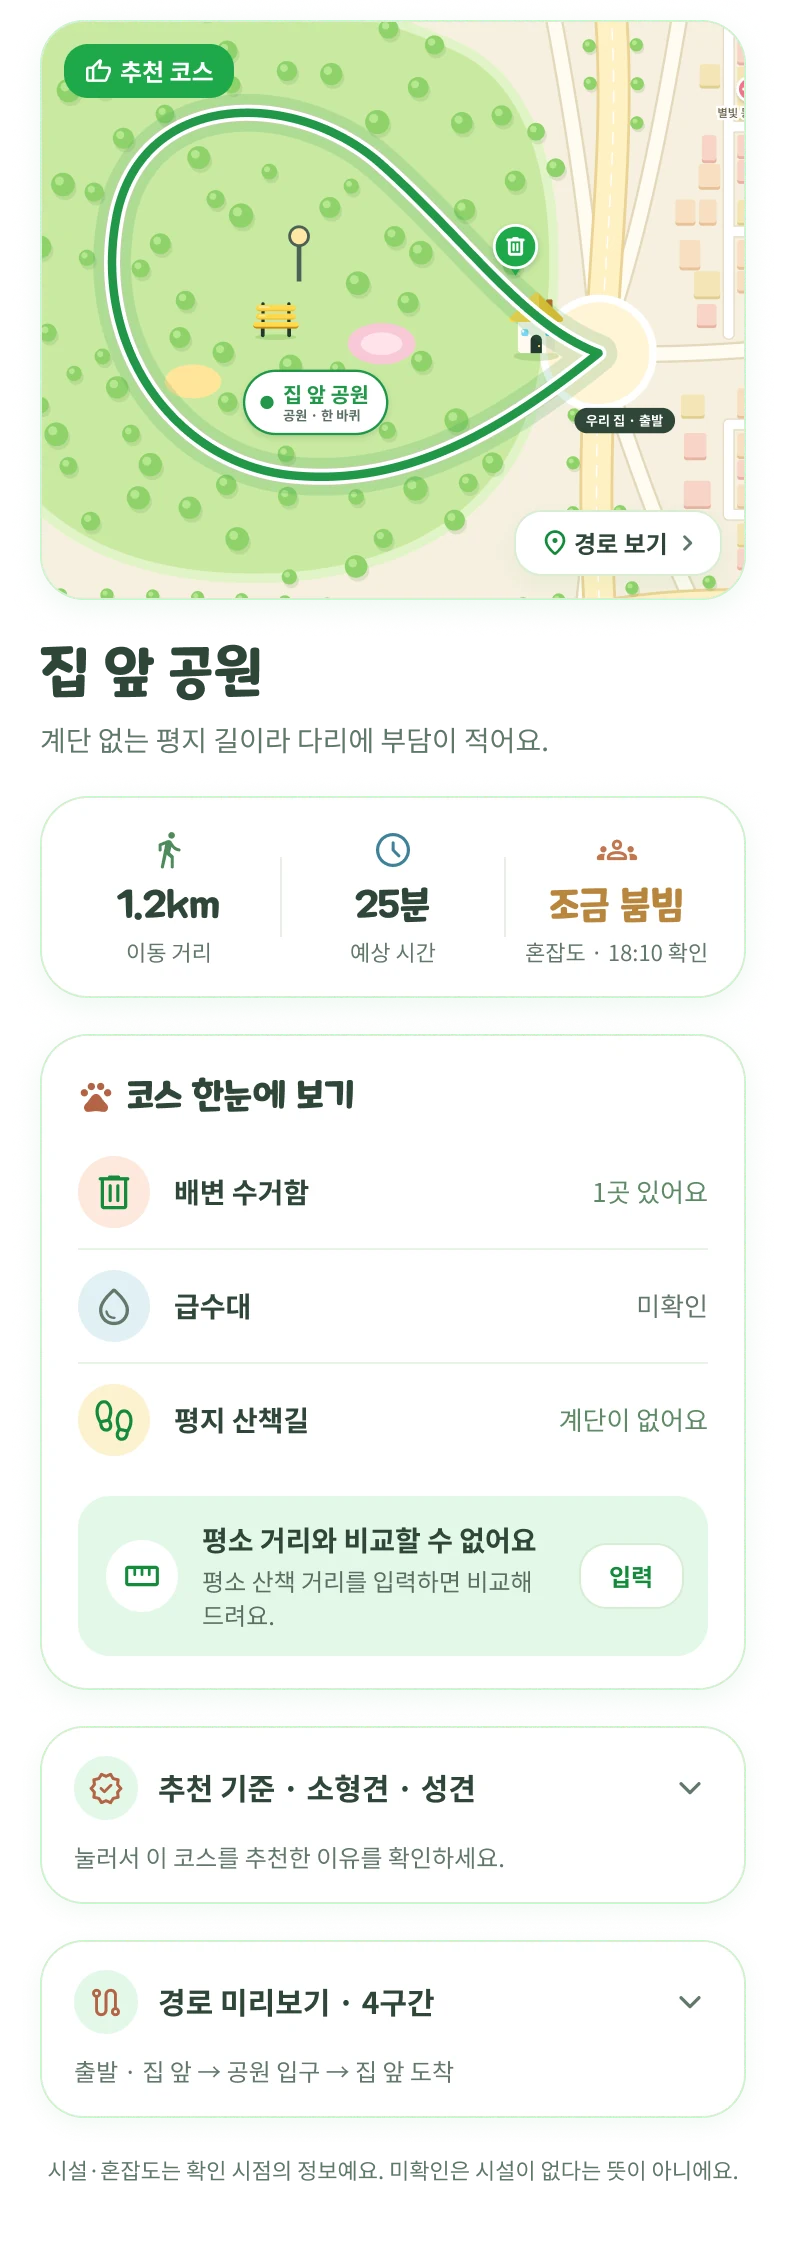 추천 코스
별빛
집 앞 공원
공원 · 한 바퀴
우리 집 · 출발
경로 보기
집 앞 공원
계단 없는 평지 길이라 다리에 부담이 적어요.
1.2km
이동 거리
25분
예상 시간
조금 붐빔
혼잡도 · 18:10 확인
코스 한눈에 보기
배변 수거함
1곳 있어요
급수대
미확인
평지 산책길
계단이 없어요
평소 거리와 비교할 수 없어요
평소 산책 거리를 입력하면 비교해
드려요.
입력
추천 기준 · 소형견 · 성견
눌러서 이 코스를 추천한 이유를 확인하세요.
경로 미리보기 · 4구간
출발 · 집 앞 → 공원 입구 → 집 앞 도착
시설·혼잡도는 확인 시점의 정보예요. 미확인은 시설이 없다는 뜻이 아니에요.